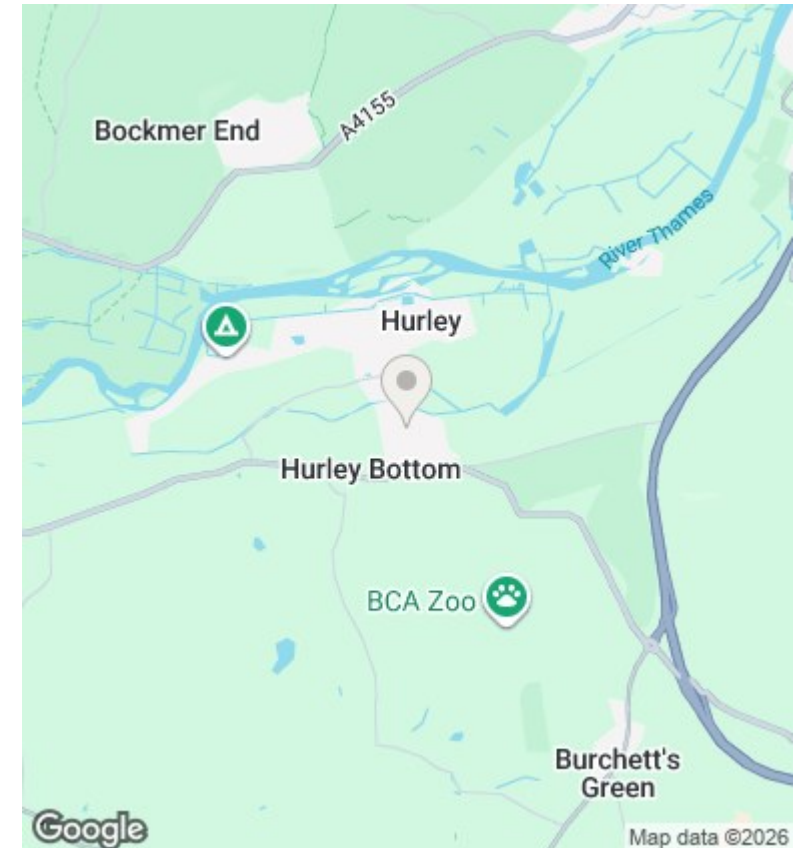 Bockmer End
A4155
River Thames
Hurley
Hurley Bottom
BCA Zoo
Burchett's
Green
Google
Map data ©2026